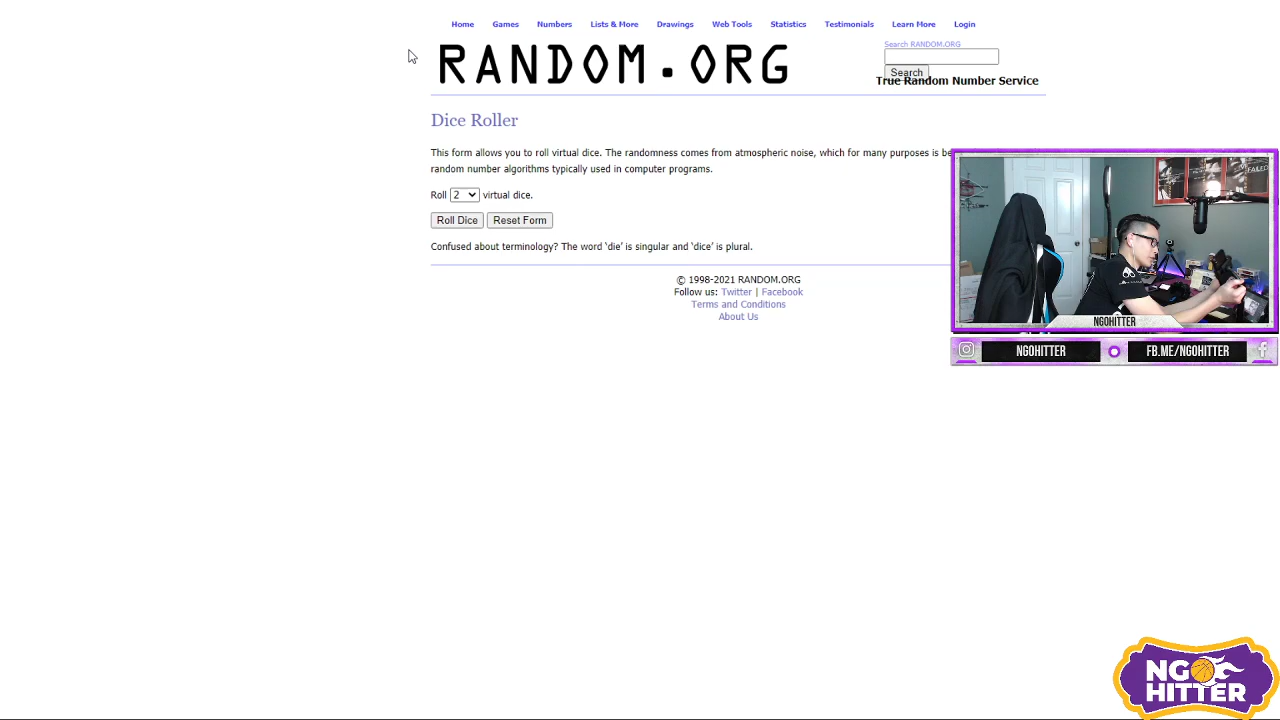 Home Games Numbers Lists & More Drawings Web Tools Statistics Testimonials Learn More Login
RANDOM.ORG
Search RANDOM.ORG
Search
True Random Number Service
Dice Roller
This form allows you to roll virtual dice. The randomness comes from atmospheric noise, which for many purposes is be
random number algorithms typically used in computer programs.
Roll 2 virtual dice.
Roll Dice Reset Form
Confused about terminology? The word ‘die’ is singular and ‘dice’ is plural.
© 1998-2021 RANDOM.ORG
Follow us: Twitter | Facebook
Terms and Conditions
About Us
NGOHITTER
NGOHITTER FB.ME/NGOHITTER
NGO
HITTER